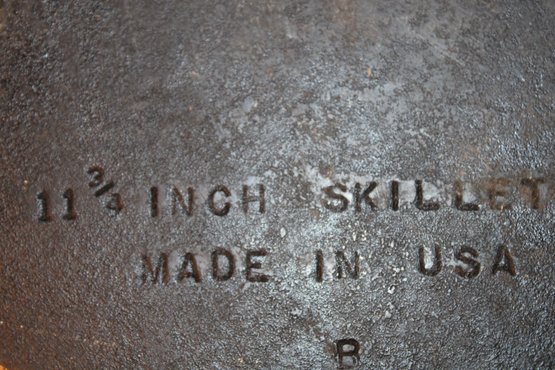 11 3/4 INCH SKILLET
MADE IN USA
B